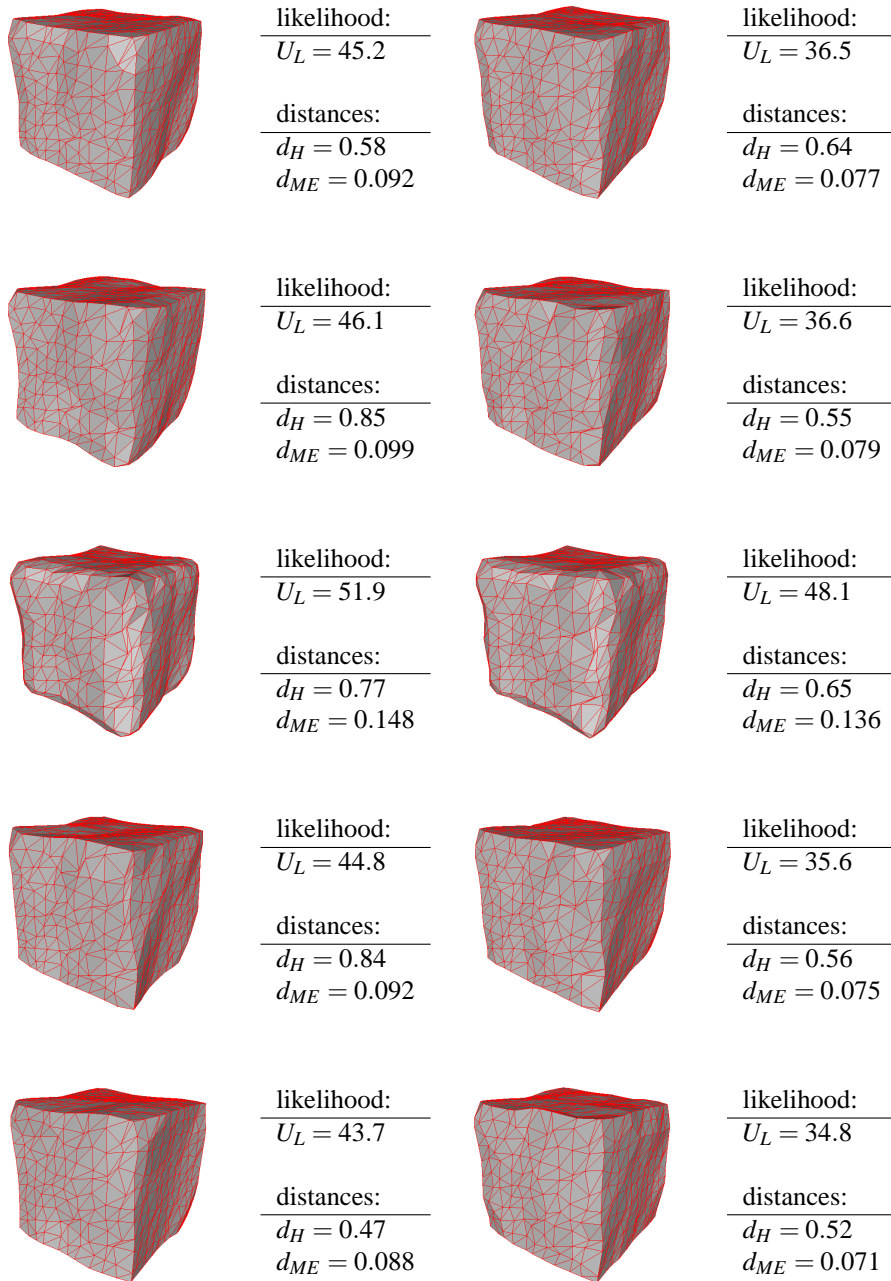 likelihood:
U_L = 45.2
distances:
d_H = 0.58
d_ME = 0.092
likelihood:
U_L = 36.5
distances:
d_H = 0.64
d_ME = 0.077
likelihood:
U_L = 46.1
distances:
d_H = 0.85
d_ME = 0.099
likelihood:
U_L = 36.6
distances:
d_H = 0.55
d_ME = 0.079
likelihood:
U_L = 51.9
distances:
d_H = 0.77
d_ME = 0.148
likelihood:
U_L = 48.1
distances:
d_H = 0.65
d_ME = 0.136
likelihood:
U_L = 44.8
distances:
d_H = 0.84
d_ME = 0.092
likelihood:
U_L = 35.6
distances:
d_H = 0.56
d_ME = 0.075
likelihood:
U_L = 43.7
distances:
d_H = 0.47
d_ME = 0.088
likelihood:
U_L = 34.8
distances:
d_H = 0.52
d_ME = 0.071